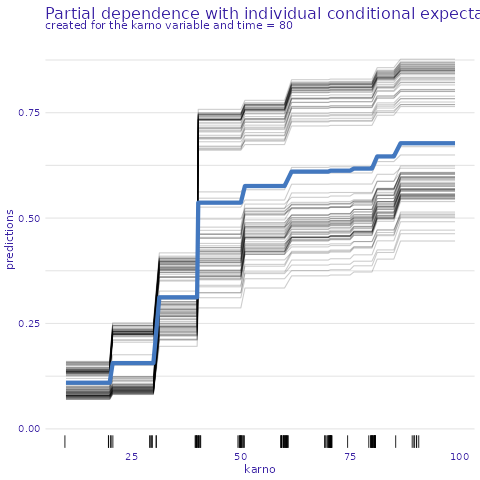 Partial dependence with individual conditional expecta
created for the karno variable and time = 80
predictions
0.75
0.50
0.25
0.00
25 50 75 100
karno